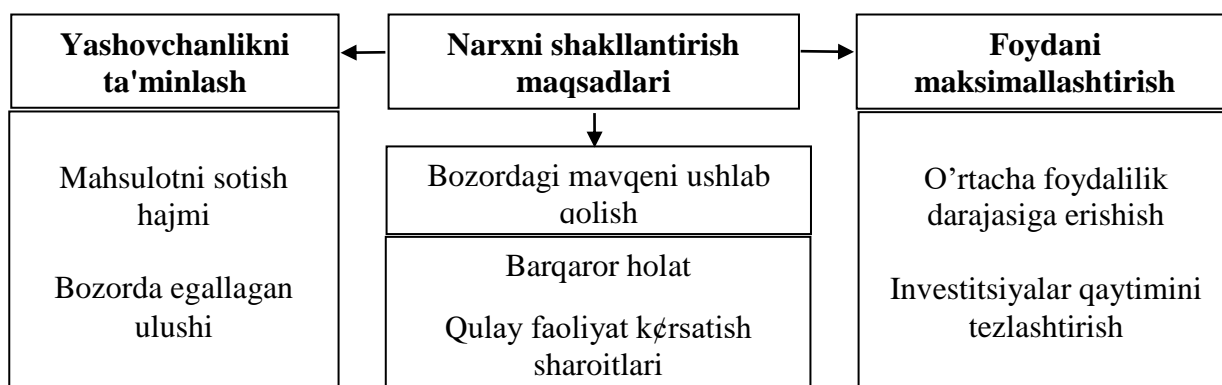 Yashovchanlikni
ta'minlash
Mahsulotni sotish
hajmi
Bozorda egallagan
ulushi
Narxni shakllantirish
maqsadlari
Bozordagi mavqeni ushlab
qolish
Barqaror holat
Qulay faoliyat k¢rsatish
sharoitlari
Foydani
maksimallashtirish
O’rtacha foydalilik
darajasiga erishish
Investitsiyalar qaytimini
tezlashtirish